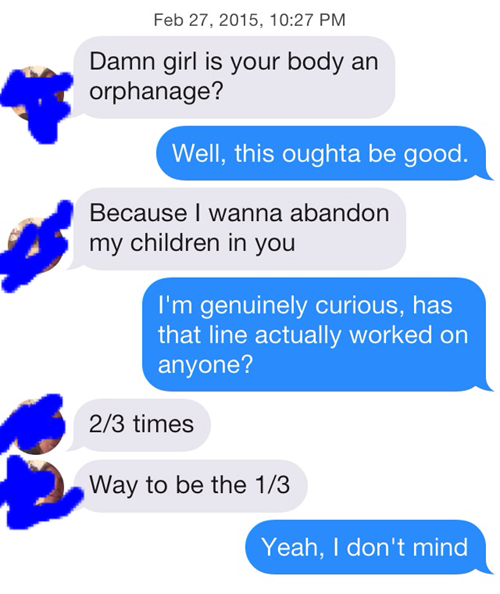 Feb 27, 2015, 10:27 PM
Damn girl is your body an
orphanage?
Well, this oughta be good.
Because I wanna abandon
my children in you
I'm genuinely curious, has
that line actually worked on
anyone?
2/3 times
Way to be the 1/3
Yeah, I don't mind